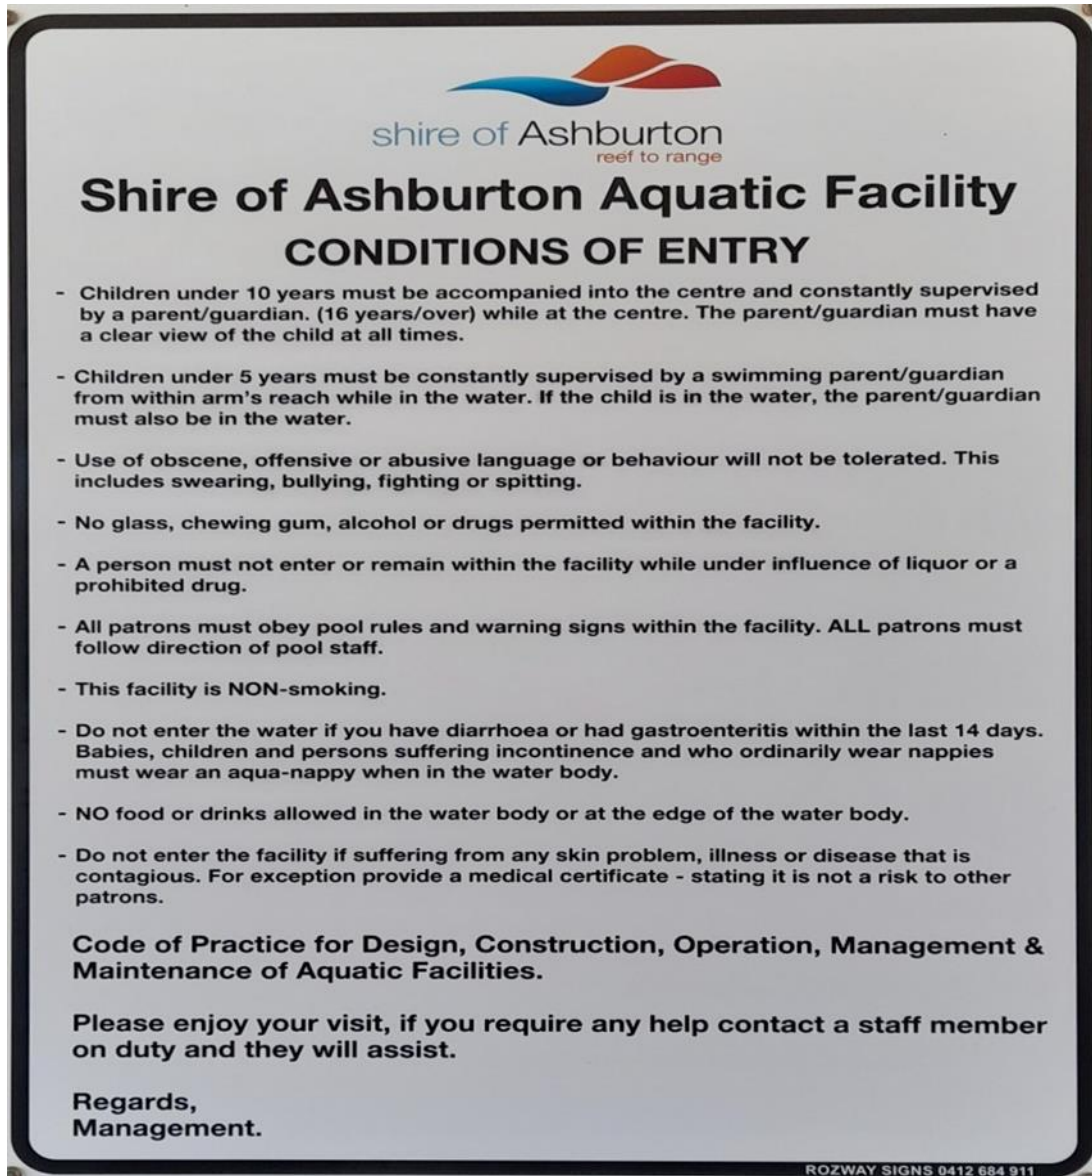 shire of Ashburton
reef to range
Shire of Ashburton Aquatic Facility
CONDITIONS OF ENTRY
- Children under 10 years must be accompanied into the centre and constantly supervised
by a parent/guardian. (16 years/over) while at the centre. The parent/guardian must have
a clear view of the child at all times.
- Children under 5 years must be constantly supervised by a swimming parent/guardian
from within arm's reach while in the water. If the child is in the water, the parent/guardian
must also be in the water.
- Use of obscene, offensive or abusive language or behaviour will not be tolerated. This
includes swearing, bullying, fighting or spitting.
- No glass, chewing gum, alcohol or drugs permitted within the facility.
- A person must not enter or remain within the facility while under influence of liquor or a
prohibited drug.
- All patrons must obey pool rules and warning signs within the facility. ALL patrons must
follow direction of pool staff.
- This facility is NON-smoking.
- Do not enter the water if you have diarrhoea or had gastroenteritis within the last 14 days.
Babies, children and persons suffering incontinence and who ordinarily wear nappies
must wear an aqua-nappy when in the water body.
- NO food or drinks allowed in the water body or at the edge of the water body.
- Do not enter the facility if suffering from any skin problem, illness or disease that is
contagious. For exception provide a medical certificate - stating it is not a risk to other
patrons.
Code of Practice for Design, Construction, Operation, Management &
Maintenance of Aquatic Facilities.
Please enjoy your visit, if you require any help contact a staff member
on duty and they will assist.
Regards,
Management.
ROZWAY SIGNS 0412 684 911